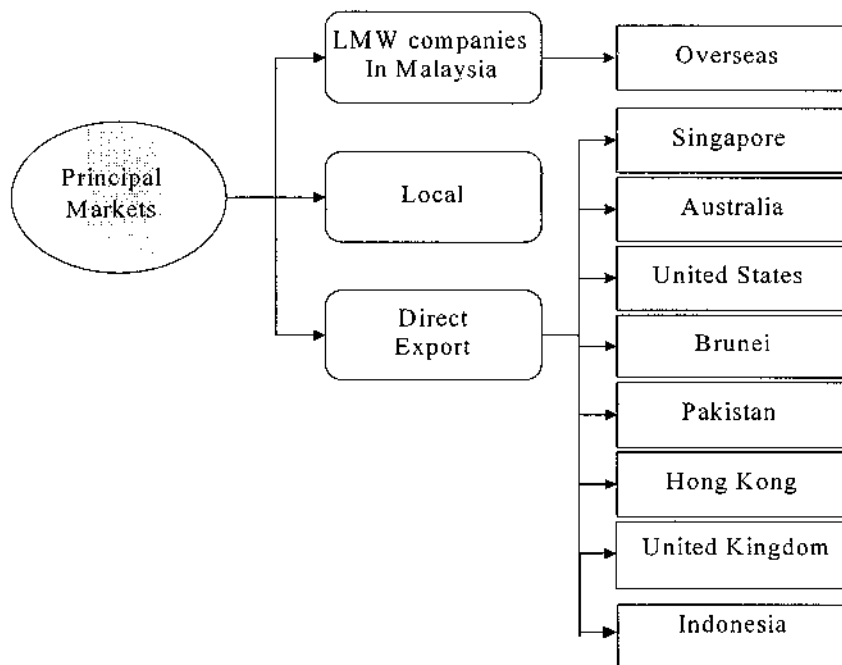 LMW companies
In Malaysia
Overseas
Singapore
Principal
Markets
Local
Australia
United States
Direct
Export
Brunei
Pakistan
Hong Kong
United Kingdom
Indonesia